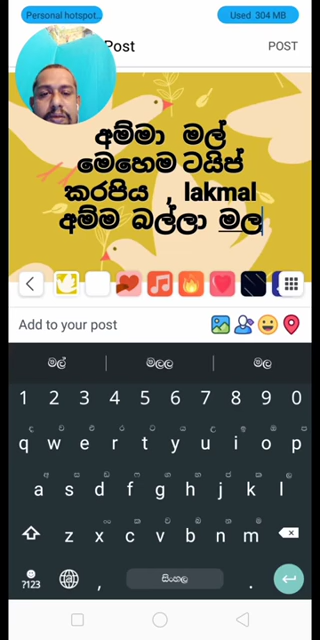 Personal hotspot..
Used 304 MB
Post
POST
අම්මා මල්
මෙහෙම ටයිප්
කරපිය , lakmal
අම්ම බල්ලා මල
Add to your post
මල් මලල මල
1 2 3 4 5 6 7 8 9 0
q w e r t y u i o p
a s d f g h j k l
z x c v b n m
?123 , සිංහල .